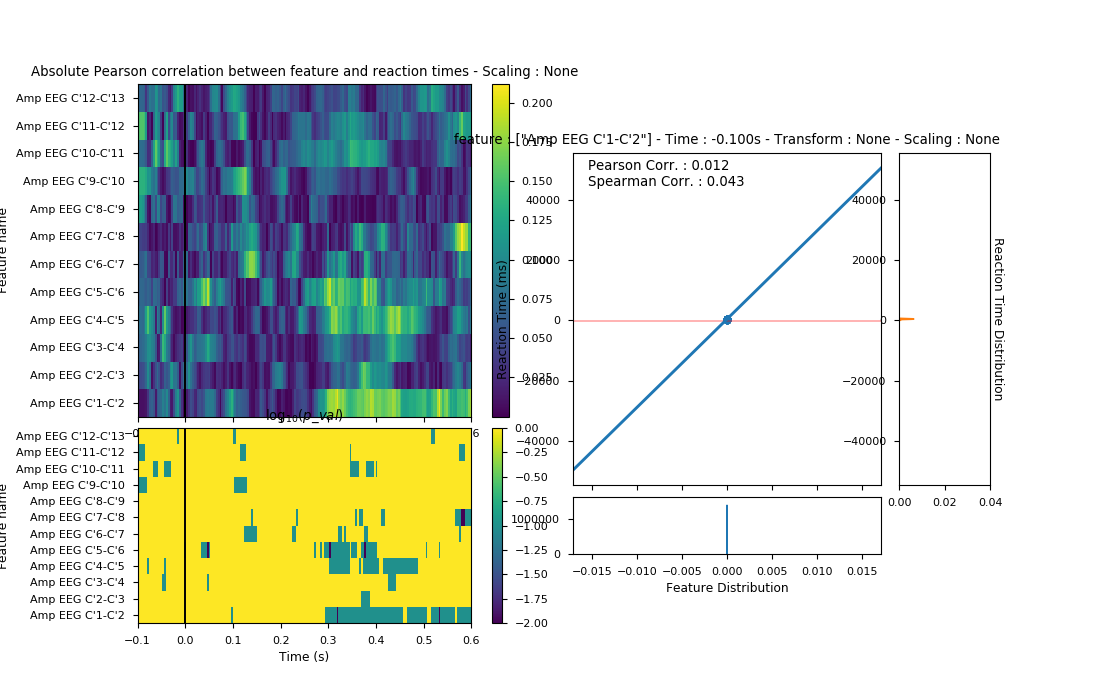 Absolute Pearson correlation between feature and reaction times - Scaling : None
Feature name
Amp EEG C'12-C'13
Amp EEG C'11-C'12
Amp EEG C'10-C'11
Amp EEG C'9-C'10
Amp EEG C'8-C'9
Amp EEG C'7-C'8
Amp EEG C'6-C'7
Amp EEG C'5-C'6
Amp EEG C'4-C'5
Amp EEG C'3-C'4
Amp EEG C'2-C'3
Amp EEG C'1-C'2
0.200
0.175
0.150
0.125
0.100
0.075
0.050
0.025
log₁₀(p_val)
Feature name
Amp EEG C'12-C'13
Amp EEG C'11-C'12
Amp EEG C'10-C'11
Amp EEG C'9-C'10
Amp EEG C'8-C'9
Amp EEG C'7-C'8
Amp EEG C'6-C'7
Amp EEG C'5-C'6
Amp EEG C'4-C'5
Amp EEG C'3-C'4
Amp EEG C'2-C'3
Amp EEG C'1-C'2
−0.1 0.0 0.1 0.2 0.3 0.4 0.5 0.6
Time (s)
0.00
−0.25
−0.50
−0.75
−1.00
−1.25
−1.50
−1.75
−2.00
feature : ["Amp EEG C'1-C'2"] - Time : -0.100s - Transform : None - Scaling : None
Pearson Corr. : 0.012
Spearman Corr. : 0.043
Reaction Time (ms)
40000
20000
0
−20000
−40000
40000
20000
0
−20000
−40000
0.00 0.02 0.04
Reaction Time Distribution
1000000
0
−0.015 −0.010 −0.005 0.000 0.005 0.010 0.015
Feature Distribution